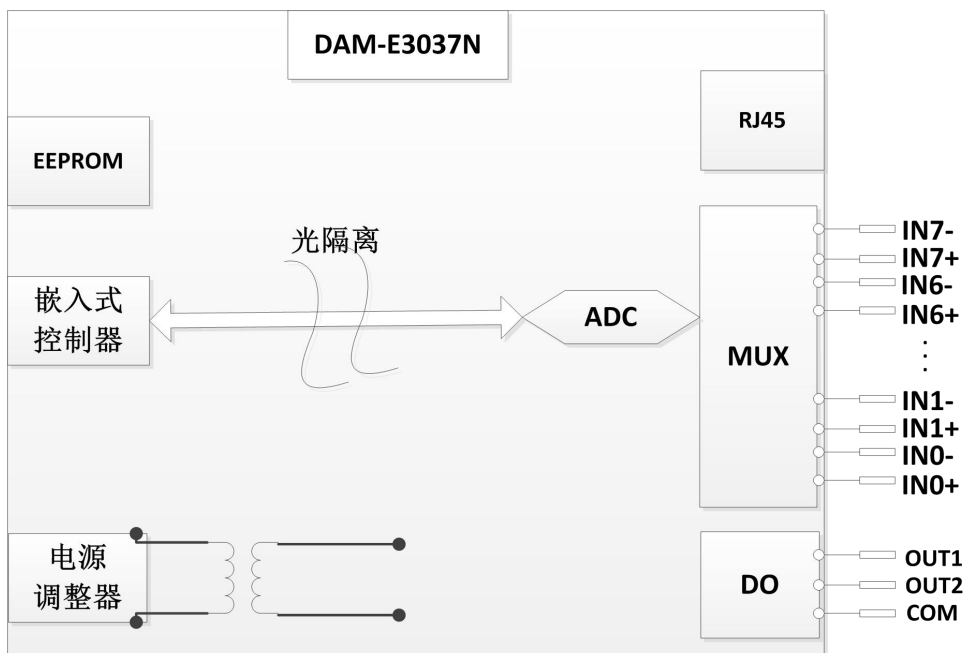 DAM-E3037N
RJ45
EEPROM
光隔离
嵌入式
控制器
ADC
MUX
IN7-
IN7+
IN6-
IN6+
IN1-
IN1+
IN0-
IN0+
电源
调整器
DO
OUT1
OUT2
COM